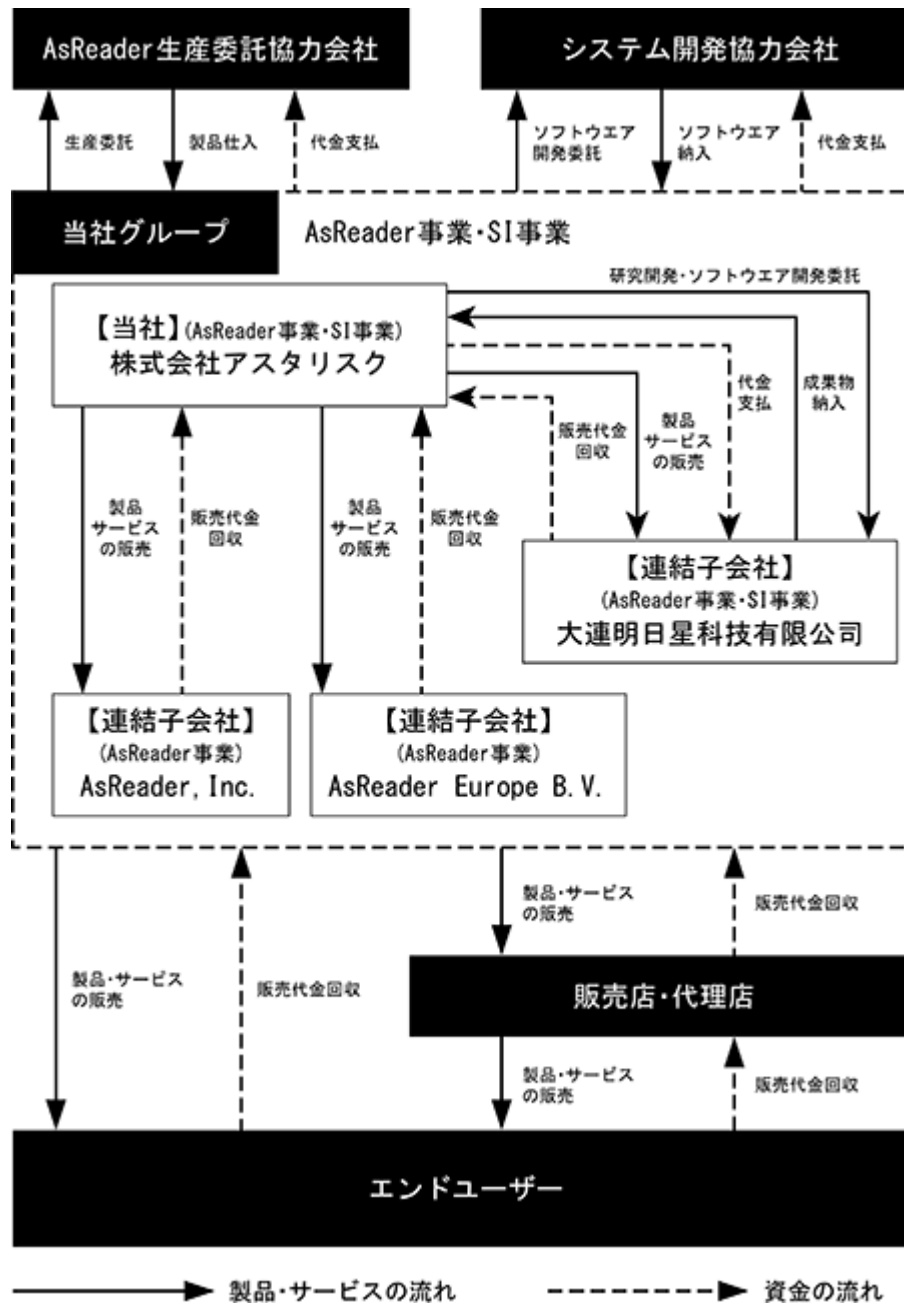 AsReader生産委託協力会社
システム開発協力会社
生産委託
製品仕入
代金支払
ソフトウエア
開発委託
ソフトウエア
納入
代金支払
当社グループ
AsReader事業・SI事業
研究開発・ソフトウエア開発委託
【当社】(AsReader事業・SI事業)
株式会社アスタリスク
販売代金
回収
製品
サービス
の販売
代金
支払
成果物
納入
製品
サービス
の販売
販売代金
回収
製品
サービス
の販売
販売代金
回収
【連結子会社】
(AsReader事業・SI事業)
大連明日星科技有限公司
【連結子会社】
(AsReader事業)
AsReader, Inc.
【連結子会社】
(AsReader事業)
AsReader Europe B.V.
製品・サービス
の販売
販売代金回収
製品・サービス
の販売
販売代金回収
販売店・代理店
製品・サービス
の販売
販売代金回収
エンドユーザー
製品・サービスの流れ
資金の流れ